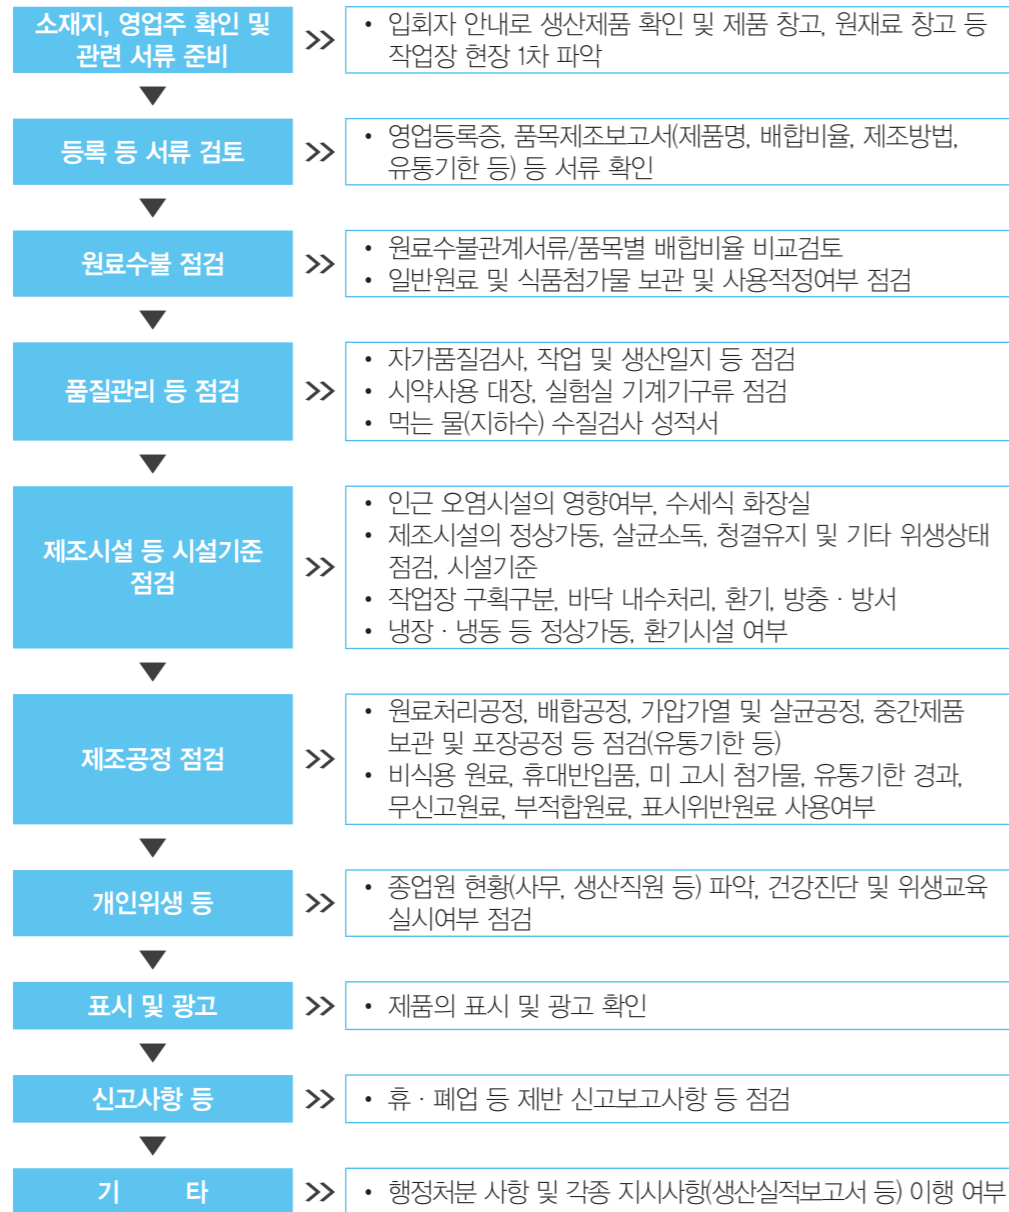 소재지, 영업주 확인 및
관련 서류 준비
>>
• 입회자 안내로 생산제품 확인 및 제품 창고, 원재료 창고 등
작업장 현장 1차 파악
등록 등 서류 검토
>>
• 영업등록증, 품목제조보고서(제품명, 배합비율, 제조방법,
유통기한 등) 등 서류 확인
원료수불 점검
>>
• 원료수불관계서류/품목별 배합비율 비교검토
• 일반원료 및 식품첨가물 보관 및 사용적정여부 점검
품질관리 등 점검
>>
• 자가품질검사, 작업 및 생산일지 등 점검
• 시약사용 대장, 실험실 기계기구류 점검
• 먹는 물(지하수) 수질검사 성적서
제조시설 등 시설기준
점검
>>
• 인근 오염시설의 영향여부, 수세식 화장실
• 제조시설의 정상가동, 살균소독, 청결유지 및 기타 위생상태
점검, 시설기준
• 작업장 구획구분, 바닥 내수처리, 환기, 방충 · 방서
• 냉장 · 냉동 등 정상가동, 환기시설 여부
제조공정 점검
>>
• 원료처리공정, 배합공정, 가압가열 및 살균공정, 중간제품
보관 및 포장공정 등 점검(유통기한 등)
• 비식용 원료, 휴대반입품, 미 고시 첨가물, 유통기한 경과,
무신고원료, 부적합원료, 표시위반원료 사용여부
개인위생 등
>>
• 종업원 현황(사무, 생산직원 등) 파악, 건강진단 및 위생교육
실시여부 점검
표시 및 광고
>>
• 제품의 표시 및 광고 확인
신고사항 등
>>
• 휴 · 폐업 등 제반 신고보고사항 등 점검
기 타
>>
• 행정처분 사항 및 각종 지시사항(생산실적보고서 등) 이행 여부